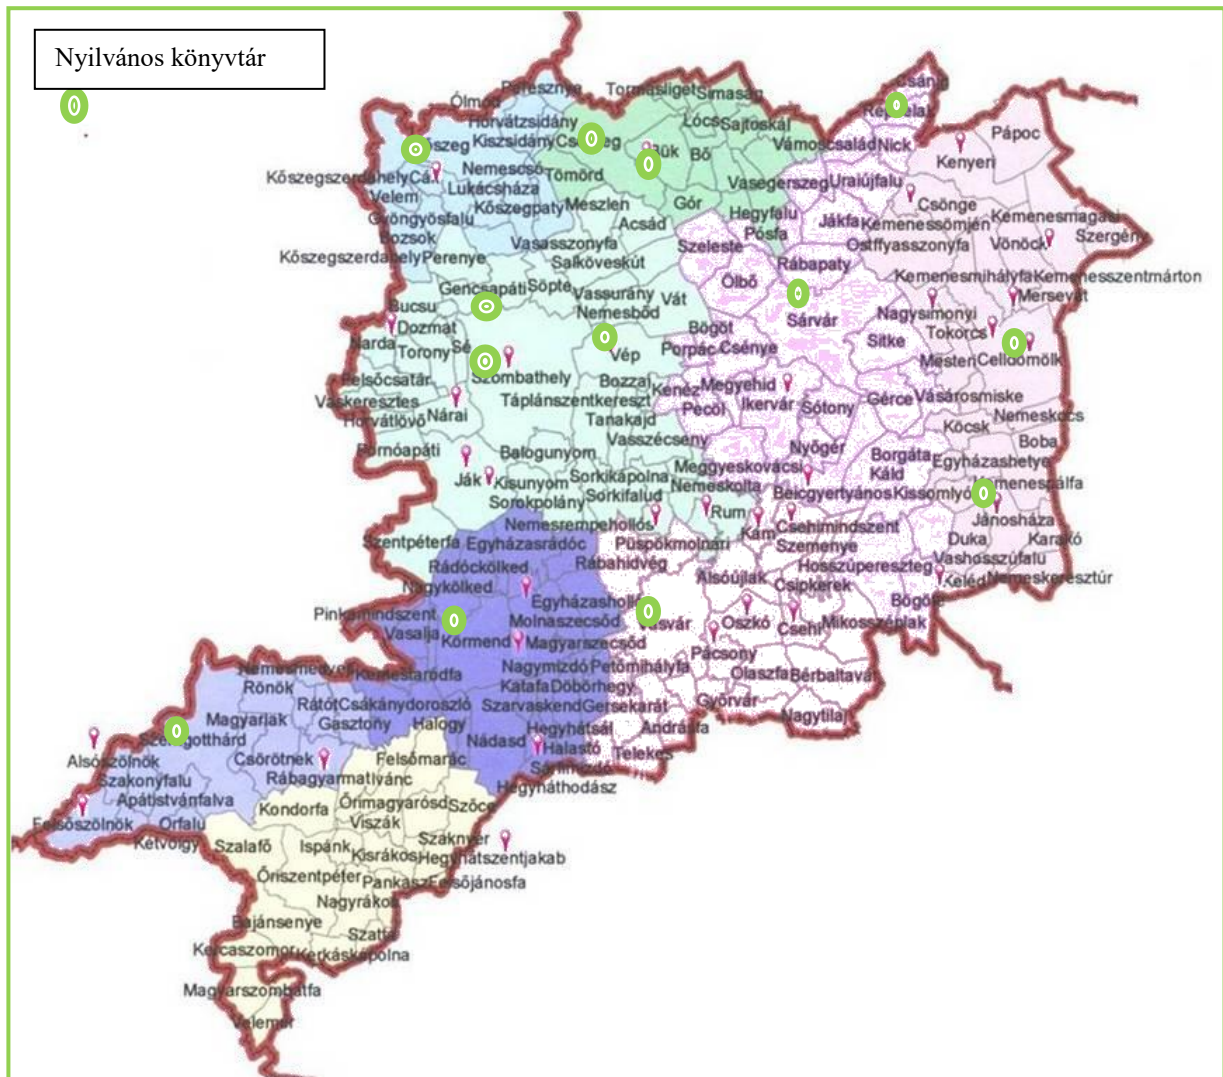 Nyilvános könyvtár
Csánig
Peresznye
Tormásliget
Simaság
Ólmod
Horvátzsidány
Lócs
Sajtoskál
Pápoc
Kiszsidány
Bő
Vámoscsalád
Nick
Kenyeri
Nemescsó
Tömörd
Kőszegszerdahely
Velem
Lukácsháza
Vasegerszeg
Uraiújfalu
Kőszegpaty
Meszlen
Gór
Csönge
Gyöngyösfalu
Acsád
Hegyfalu
Jákfa
Kemenessömjén
Kemenesmagasi
Bozsok
Vasasszonyfa
Szeleste
Pósfa
Ostffyasszonyfa
Vönöck
Szergény
Kőszegszerdahely
Perenye
Salköveskút
Rábapaty
Ölbő
Kemenesmihályfa
Kemenesszentmárton
Gencsapáti
Söpte
Vassurány
Vát
Mersevát
Bucsu
Nemesbőd
Sárvár
Nagysimonyi
Dozmat
Bögöt
Tokorcs
Narda
Torony
Sé
Vép
Porpác
Csénye
Sitke
Mesteri
Celldömölk
Felsőcsatár
Szombathely
Bozzai
Kenéz
Megyehid
Vaskeresztes
Táplánszentkereszt
Pecöl
Ikervár
Sótony
Gérce
Vásárosmiske
Horvátlövő
Nárai
Tanakajd
Nemeskocs
Köcsk
Vasszécseny
Boba
Pornóapáti
Balogunyom
Nyőgér
Borgáta
Egyházashetye
Meggyeskovácsi
Káld
Ják
Kisunyom
Sorkikápolna
Nemeskolta
Sorkifalud
Beicgyertyános
Kissomlyó
Sorokpolány
Rum
Jánosháza
Nemesrempehollós
Kám
Csehimindszent
Duka
Karakó
Szentpéterfa
Egyházasrádóc
Püspökmolnári
Szemenye
Vashosszúfalu
Rádóckölked
Rábahidvég
Hosszúpereszteg
Nagykölked
Alsóújlak
Csipkerek
Keléd
Nemeskeresztúr
Pinkamindszent
Molnaszecsőd
Oszkó
Csehi
Mikosszéplak
Vasalja
Körmend
Magyarszecsőd
Pácsony
Nagymizdó
Petőmihályfa
Olaszfa
Bérbaltavár
Rönök
Katafa
Döbörhegy
Rátót
Csákánydoroszló
Szarvaskend
Gersekarát
Győrvár
Nagytilaj
Magyarlak
Gasztony
Halogy
Hegyhátsál
Andrásfa
Nádasd
Halastó
Telekes
Alsószölnök
Csörötnek
Felsőmarác
Szakonyfalu
Rábagyarmat
Ivánc
Hegyháthodász
Apátistvánfalva
Kondorfa
Őrimagyarósd
Szőce
Felsőszölnök
Orfalu
Viszák
Kétvölgy
Szalafő
Ispánk
Szaknyér
Kisrákos
Hegyhátszentjakab
Őriszentpéter
Pankasz
Felsőjánosfa
Nagyrákos
Bajánsenye
Szatta
Kercaszomor
Kerkáskápolna
Magyarszombatfa
Velemér